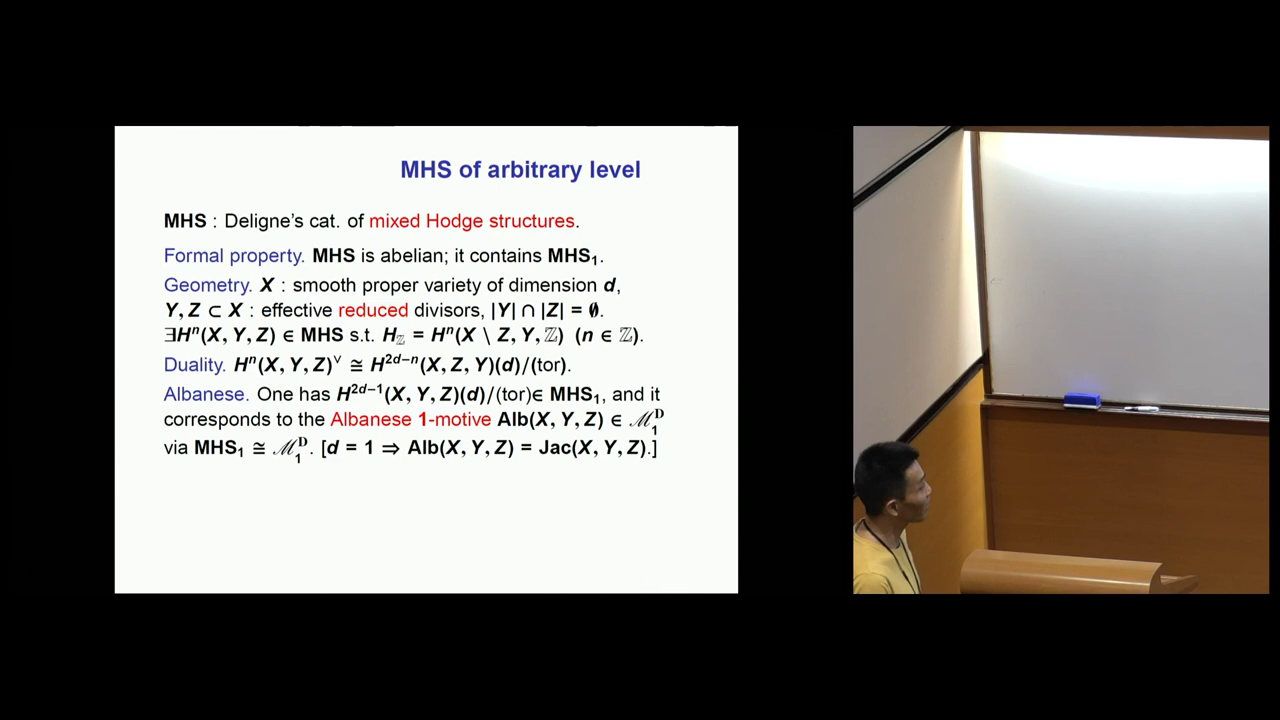 MHS of arbitrary level
MHS : Deligne's cat. of mixed Hodge structures.
Formal property. MHS is abelian; it contains MHS₁.
Geometry. X : smooth proper variety of dimension d,
Y, Z ⊂ X : effective reduced divisors, |Y| ∩ |Z| = ∅.
∃Hⁿ(X, Y, Z) ∈ MHS s.t. H_ℤ = Hⁿ(X \ Z, Y, ℤ) (n ∈ ℤ).
Duality. Hⁿ(X, Y, Z)^∨ ≅ H^{2d−n}(X, Z, Y)(d)/(tor).
Albanese. One has H^{2d−1}(X, Y, Z)(d)/(tor)∈ MHS₁, and it
corresponds to the Albanese 1-motive Alb(X, Y, Z) ∈ ℳ₁^D
via MHS₁ ≅ ℳ₁^D. [d = 1 ⇒ Alb(X, Y, Z) = Jac(X, Y, Z).]